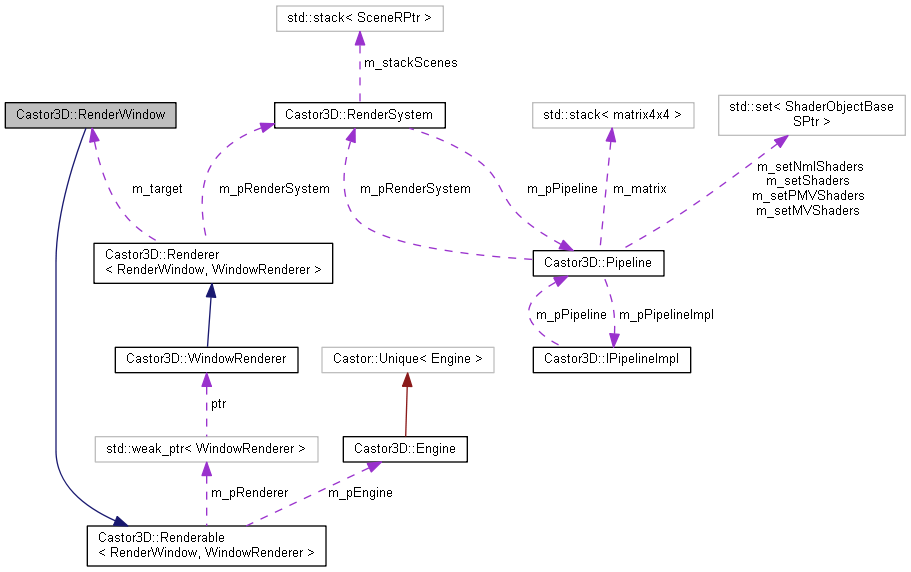 std::stack< SceneRPtr >
m_stackScenes
Castor3D::RenderWindow
Castor3D::RenderSystem
std::stack< matrix4x4 >
std::set< ShaderObjectBase
SPtr >
m_target
m_pRenderSystem
m_pRenderSystem
m_pPipeline
m_matrix
m_setNmlShaders
m_setShaders
m_setPMVShaders
m_setMVShaders
Castor3D::Renderer
< RenderWindow, WindowRenderer >
Castor3D::Pipeline
m_pPipeline
m_pPipelineImpl
Castor3D::WindowRenderer
Castor::Unique< Engine >
Castor3D::IPipelineImpl
ptr
std::weak_ptr< WindowRenderer >
Castor3D::Engine
m_pRenderer
m_pEngine
Castor3D::Renderable
< RenderWindow, WindowRenderer >